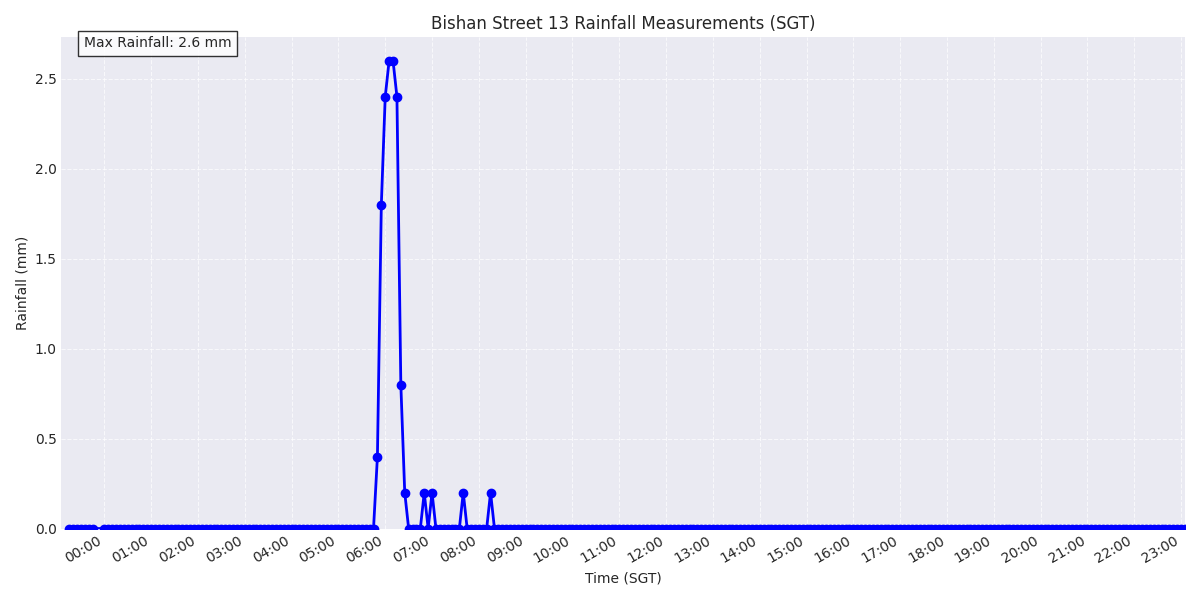 Bishan Street 13 Rainfall Measurements (SGT)
Max Rainfall: 2.6 mm
2.5
2.0
1.5
1.0
0.5
0.0
Rainfall (mm)
00:00 01:00 02:00 03:00 04:00 05:00 06:00 07:00 08:00 09:00 10:00 11:00 12:00 13:00 14:00 15:00 16:00 17:00 18:00 19:00 20:00 21:00 22:00 23:00
Time (SGT)